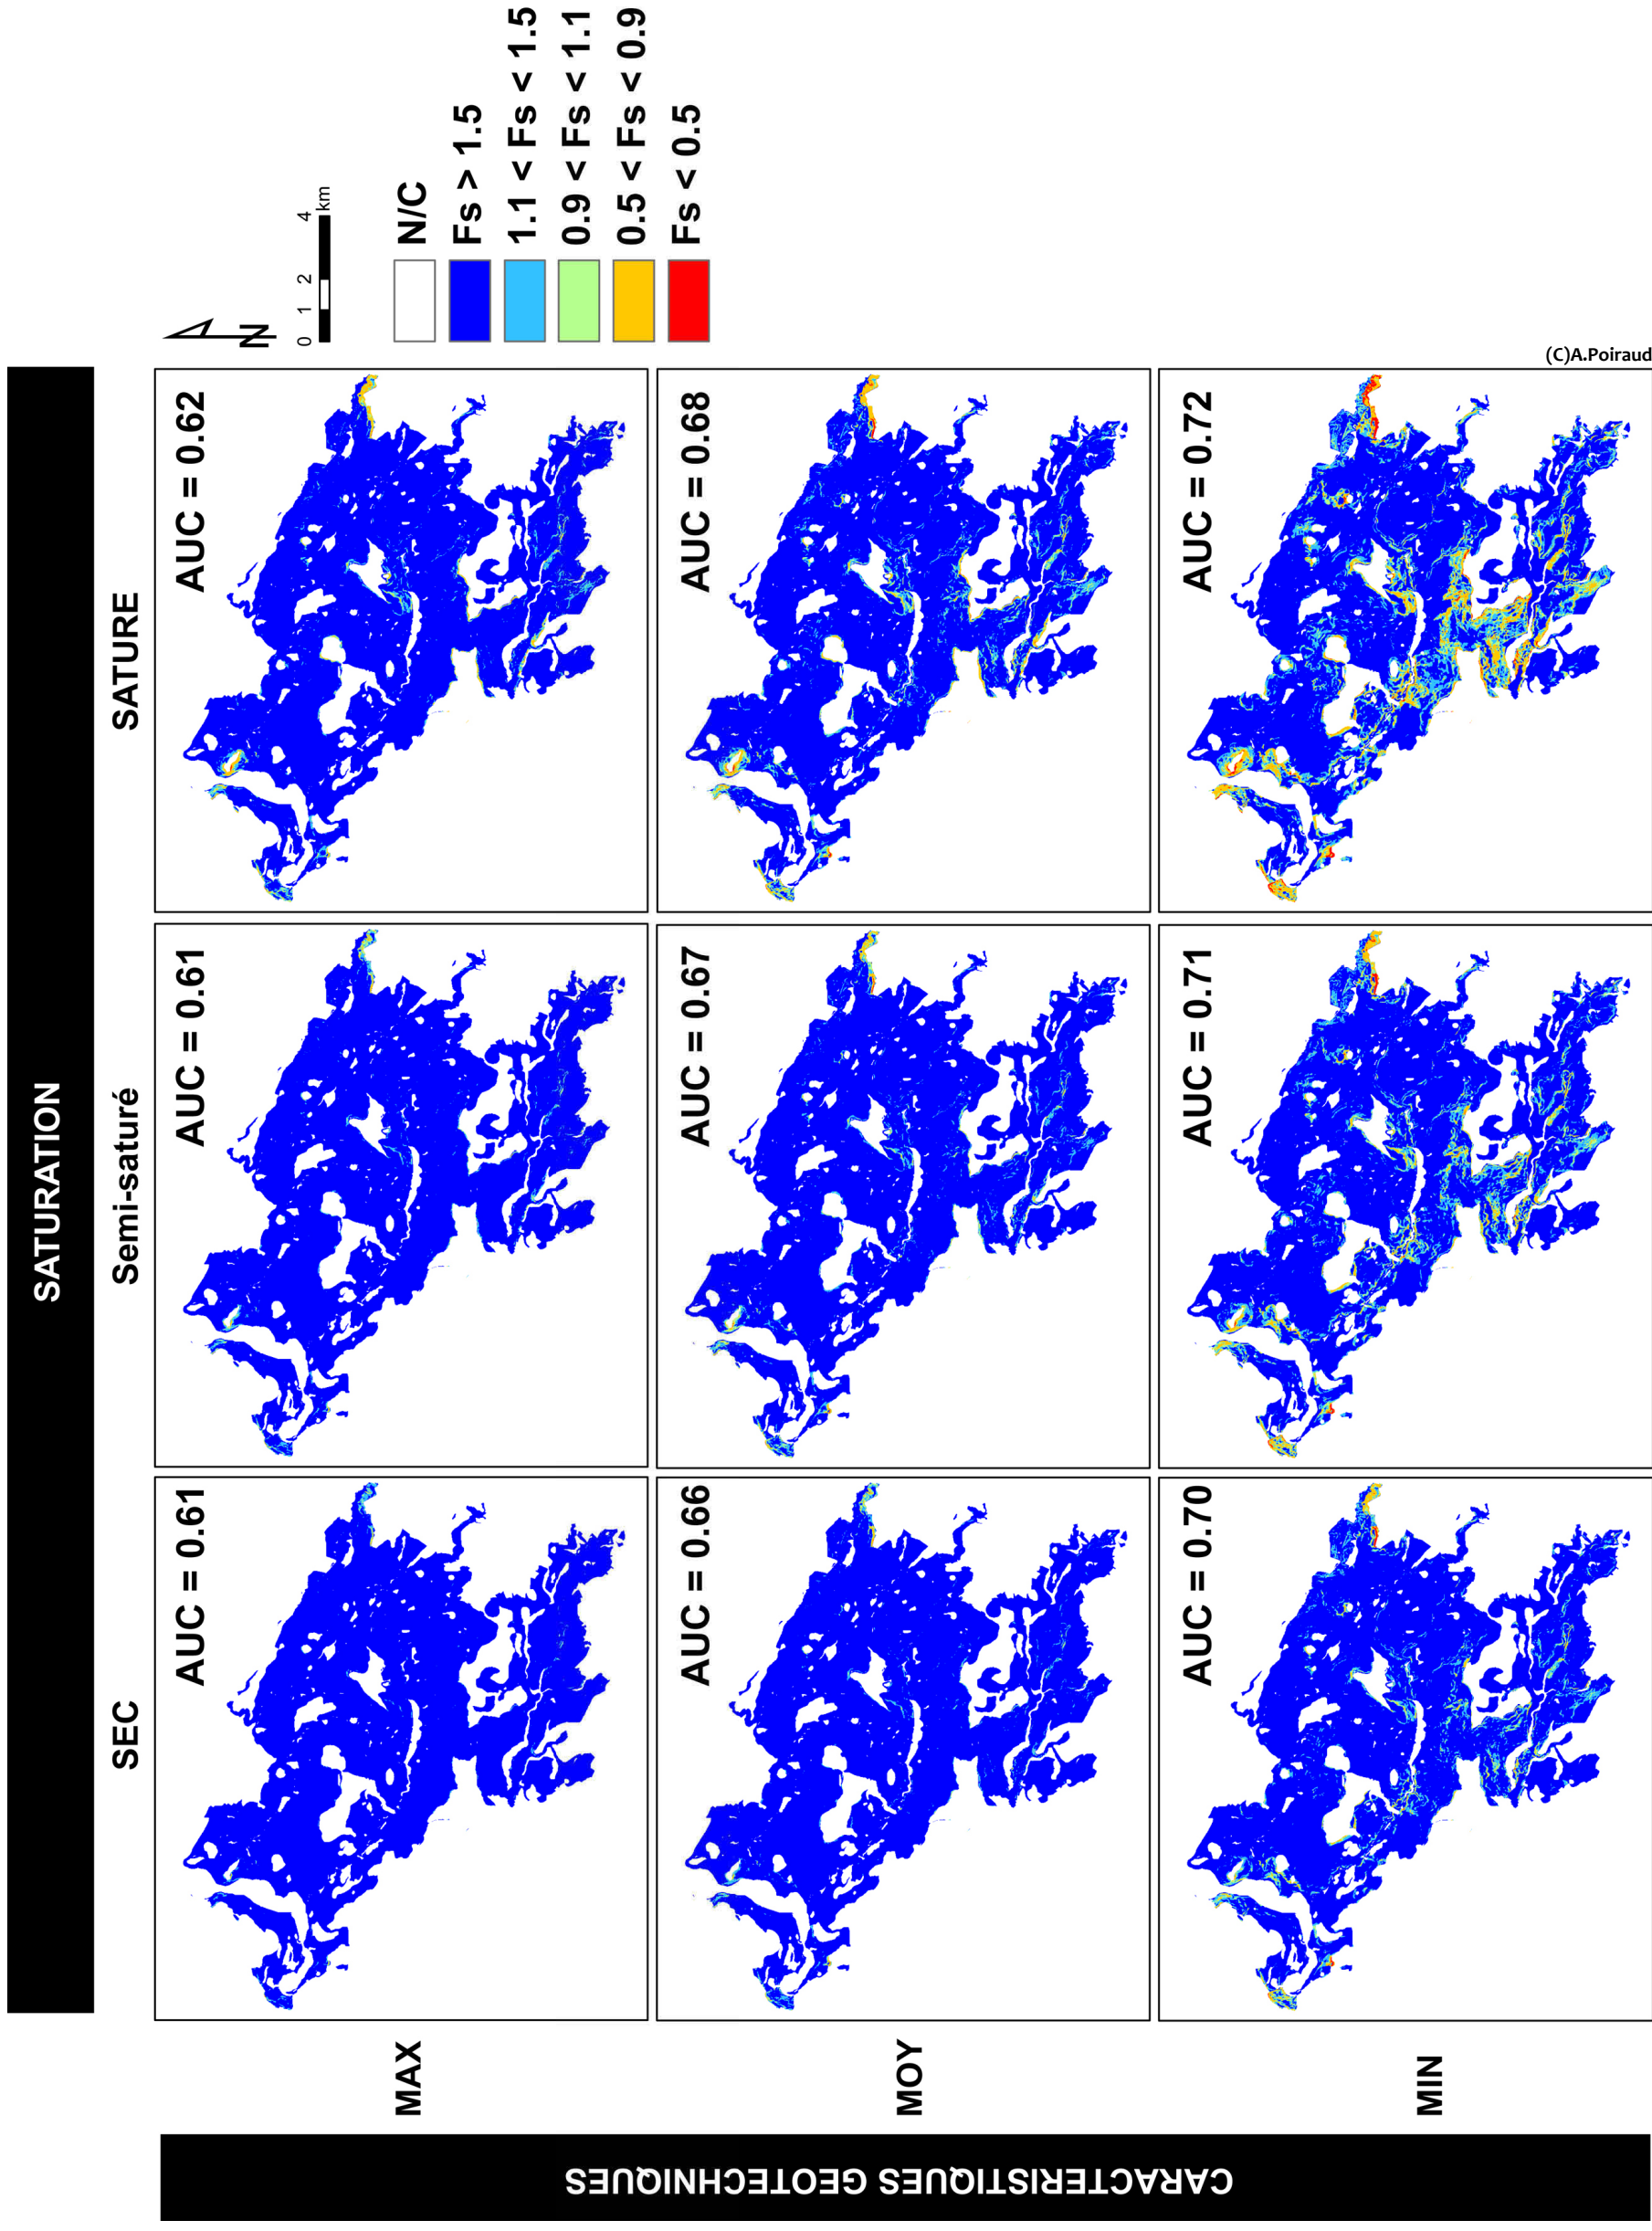 SATURATION
SEC
Semi-saturé
SATURE
CARACTERISTIQUES GEOTECHNIQUES
MAX
AUC = 0.61
AUC = 0.61
AUC = 0.62
MOY
AUC = 0.66
AUC = 0.67
AUC = 0.68
MIN
AUC = 0.70
AUC = 0.71
AUC = 0.72
N
0 1 2 4
km
N/C
Fs > 1.5
1.1 < Fs < 1.5
0.9 < Fs < 1.1
0.5 < Fs < 0.9
Fs < 0.5
(C)A.Poiraud